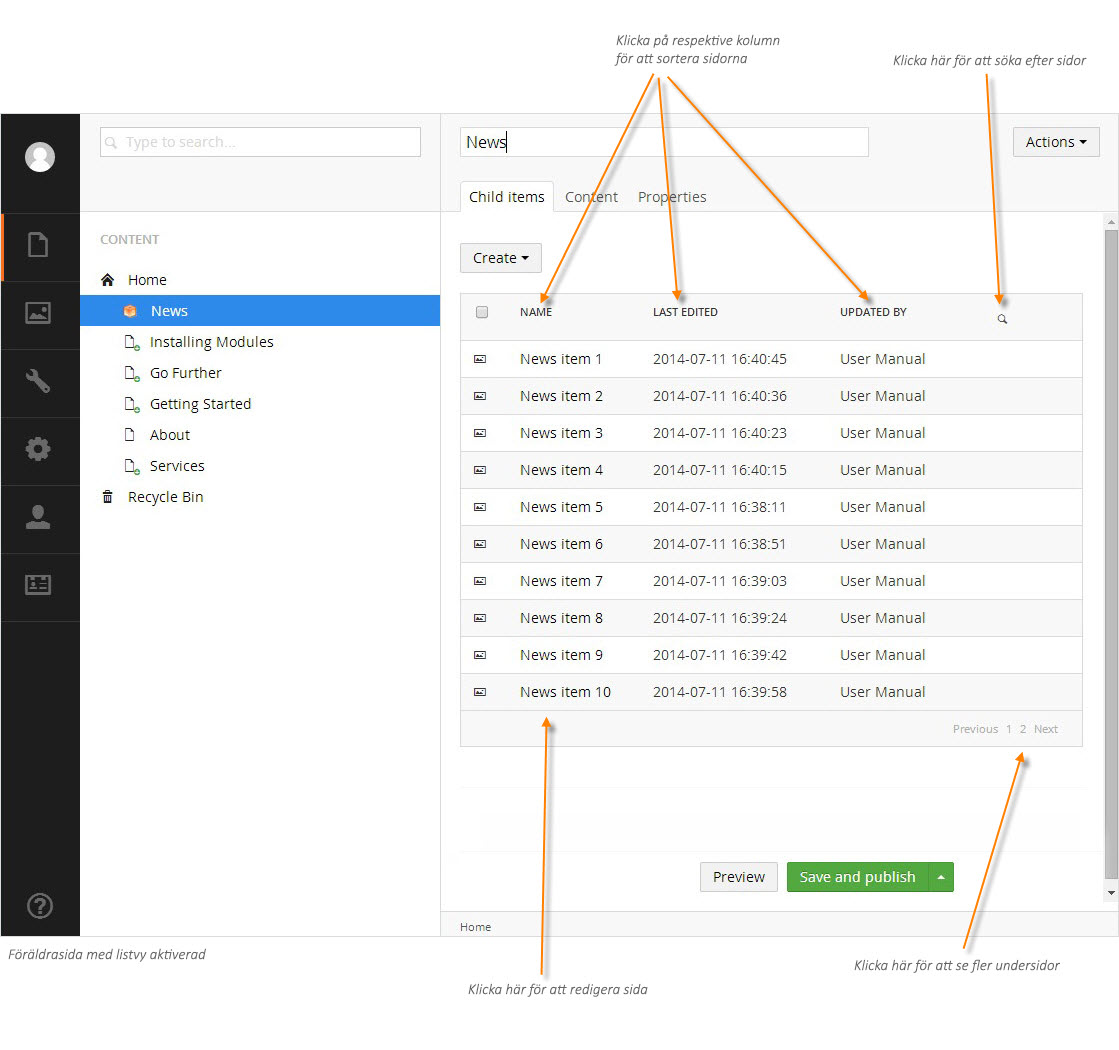 Klicka på respektive kolumn
för att sortera sidorna
Klicka här för att söka efter sidor
Type to search...
News
Actions
Child items Content Properties
CONTENT
Home
News
Installing Modules
Go Further
Getting Started
About
Services
Recycle Bin
Create
NAME LAST EDITED UPDATED BY
News item 1 2014-07-11 16:40:45 User Manual
News item 2 2014-07-11 16:40:36 User Manual
News item 3 2014-07-11 16:40:23 User Manual
News item 4 2014-07-11 16:40:15 User Manual
News item 5 2014-07-11 16:38:11 User Manual
News item 6 2014-07-11 16:38:51 User Manual
News item 7 2014-07-11 16:39:03 User Manual
News item 8 2014-07-11 16:39:24 User Manual
News item 9 2014-07-11 16:39:42 User Manual
News item 10 2014-07-11 16:39:58 User Manual
Previous 1 2 Next
Preview Save and publish
Home
Föräldrasida med listvy aktiverad
Klicka här för att se fler undersidor
Klicka här för att redigera sida